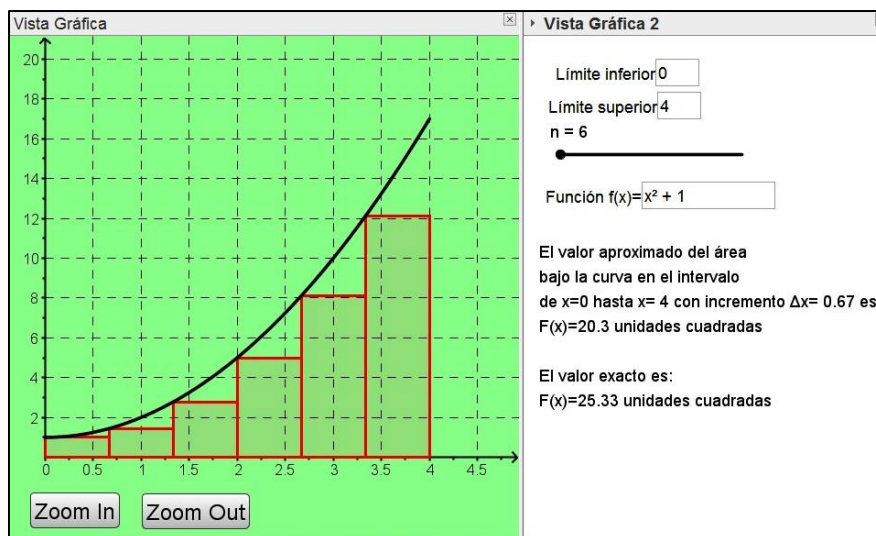 Vista Gráfica
20
18
16
14
12
10
8
6
4
2
0 0.5 1 1.5 2 2.5 3 3.5 4 4.5
Zoom In Zoom Out
Vista Gráfica 2
Límite inferior 0
Límite superior 4
n = 6
Función f(x)= x² + 1
El valor aproximado del área
bajo la curva en el intervalo
de x=0 hasta x= 4 con incremento Δx= 0.67 es
F(x)=20.3 unidades cuadradas
El valor exacto es:
F(x)=25.33 unidades cuadradas